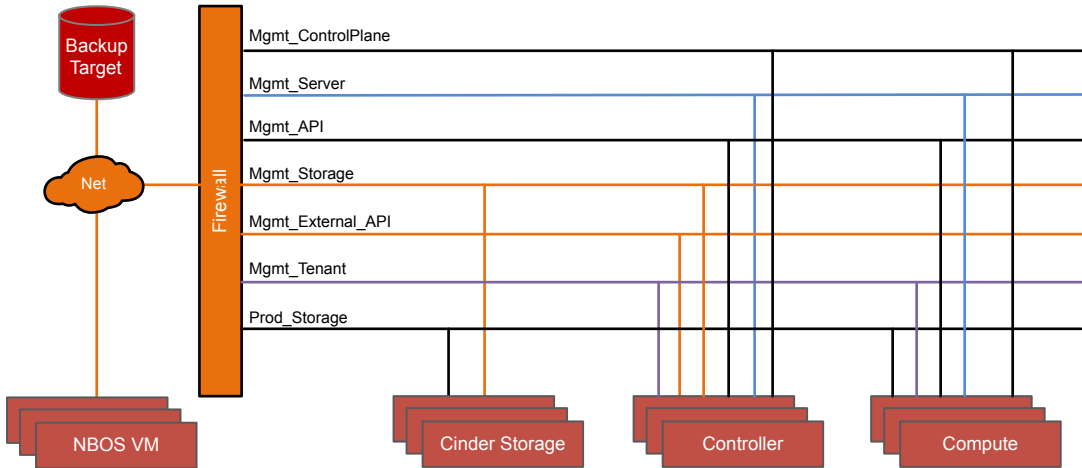 Backup
Target
Net
Firewall
Mgmt_ControlPlane
Mgmt_Server
Mgmt_API
Mgmt_Storage
Mgmt_External_API
Mgmt_Tenant
Prod_Storage
NBOS VM
Cinder Storage
Controller
Compute